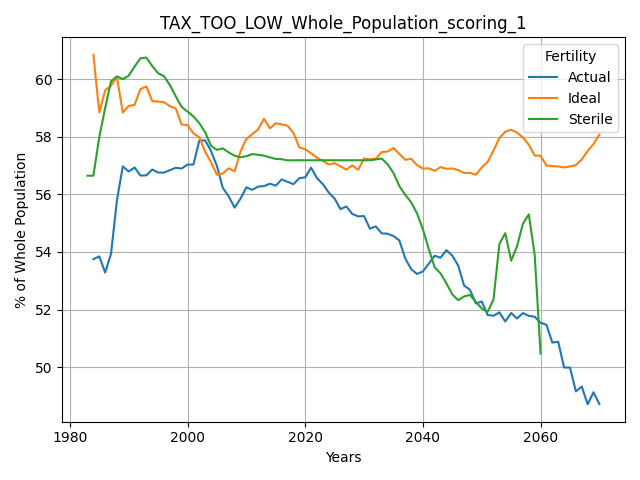 TAX_TOO_LOW_Whole_Population_scoring_1
Fertility
Actual
Ideal
Sterile
% of Whole Population
60
58
56
54
52
50
1980
2000
2020
2040
2060
Years